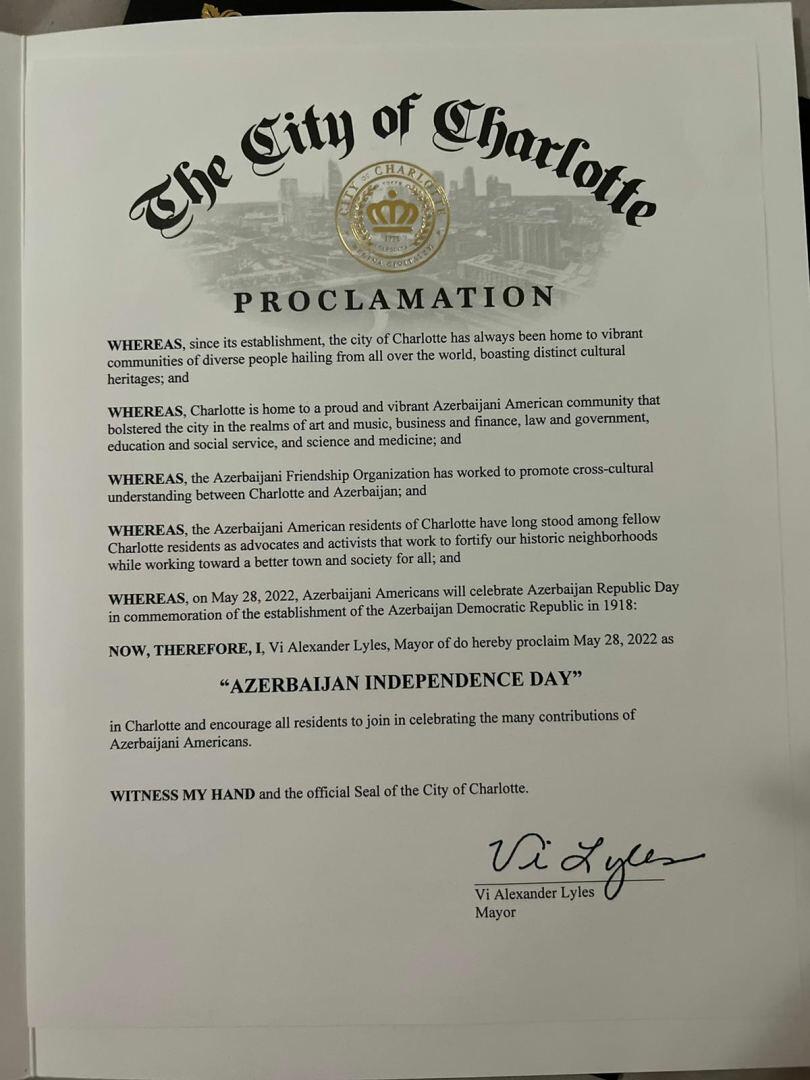 The City of Charlotte
CITY OF CHARLOTTE
1775
PROCLAMATION
WHEREAS, since its establishment, the city of Charlotte has always been home to vibrant
communities of diverse people hailing from all over the world, boasting distinct cultural
heritages; and
WHEREAS, Charlotte is home to a proud and vibrant Azerbaijani American community that
bolstered the city in the realms of art and music, business and finance, law and government,
education and social service, and science and medicine; and
WHEREAS, the Azerbaijani Friendship Organization has worked to promote cross-cultural
understanding between Charlotte and Azerbaijan; and
WHEREAS, the Azerbaijani American residents of Charlotte have long stood among fellow
Charlotte residents as advocates and activists that work to fortify our historic neighborhoods
while working toward a better town and society for all; and
WHEREAS, on May 28, 2022, Azerbaijani Americans will celebrate Azerbaijan Republic Day
in commemoration of the establishment of the Azerbaijan Democratic Republic in 1918:
NOW, THEREFORE, I, Vi Alexander Lyles, Mayor of do hereby proclaim May 28, 2022 as
“AZERBAIJAN INDEPENDENCE DAY”
in Charlotte and encourage all residents to join in celebrating the many contributions of
Azerbaijani Americans.
WITNESS MY HAND and the official Seal of the City of Charlotte.
Vi Lyles
Vi Alexander Lyles
Mayor